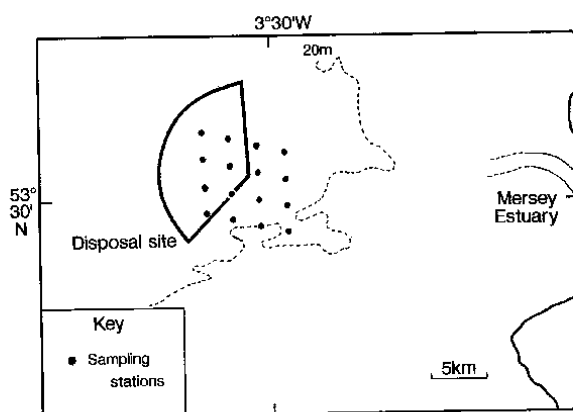 3°30'W
20m
53°
30'
N
Mersey
Estuary
Disposal site
Key
Sampling
stations
5km